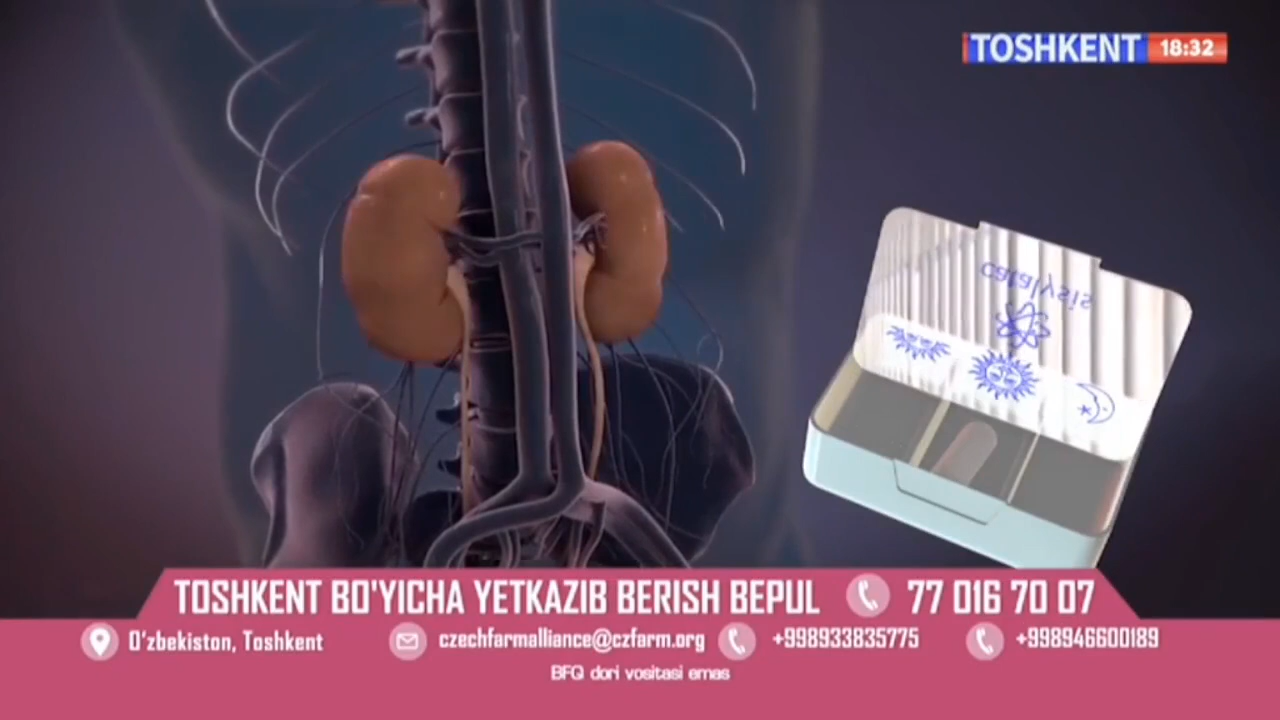 TOSHKENT 18:32
catalysis
TOSHKENT BO'YICHA YETKAZIB BERISH BEPUL 77 016 70 07
O'zbekiston, Toshkent czechfarmalliance@czfarm.org +998933835775 +998946600189
BFQ dori vositasi emas